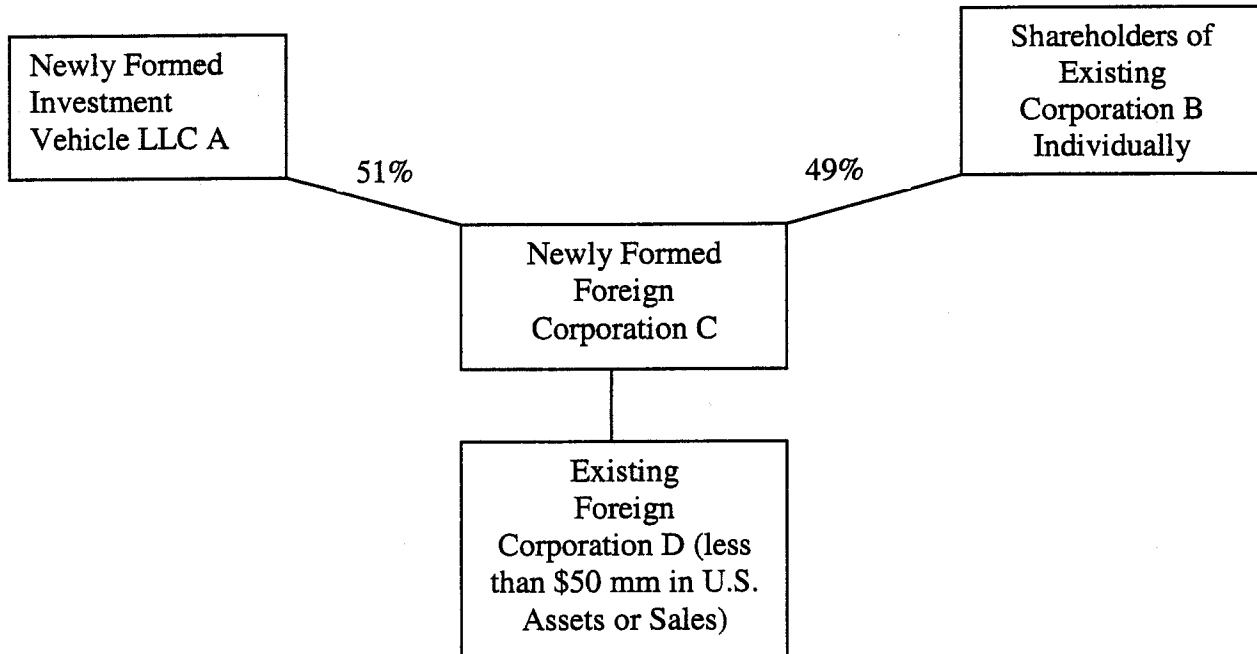 Newly Formed
Investment
Vehicle LLC A
Shareholders of
Existing
Corporation B
Individually
51%
49%
Newly Formed
Foreign
Corporation C
Existing
Foreign
Corporation D (less
than $50 mm in U.S.
Assets or Sales)